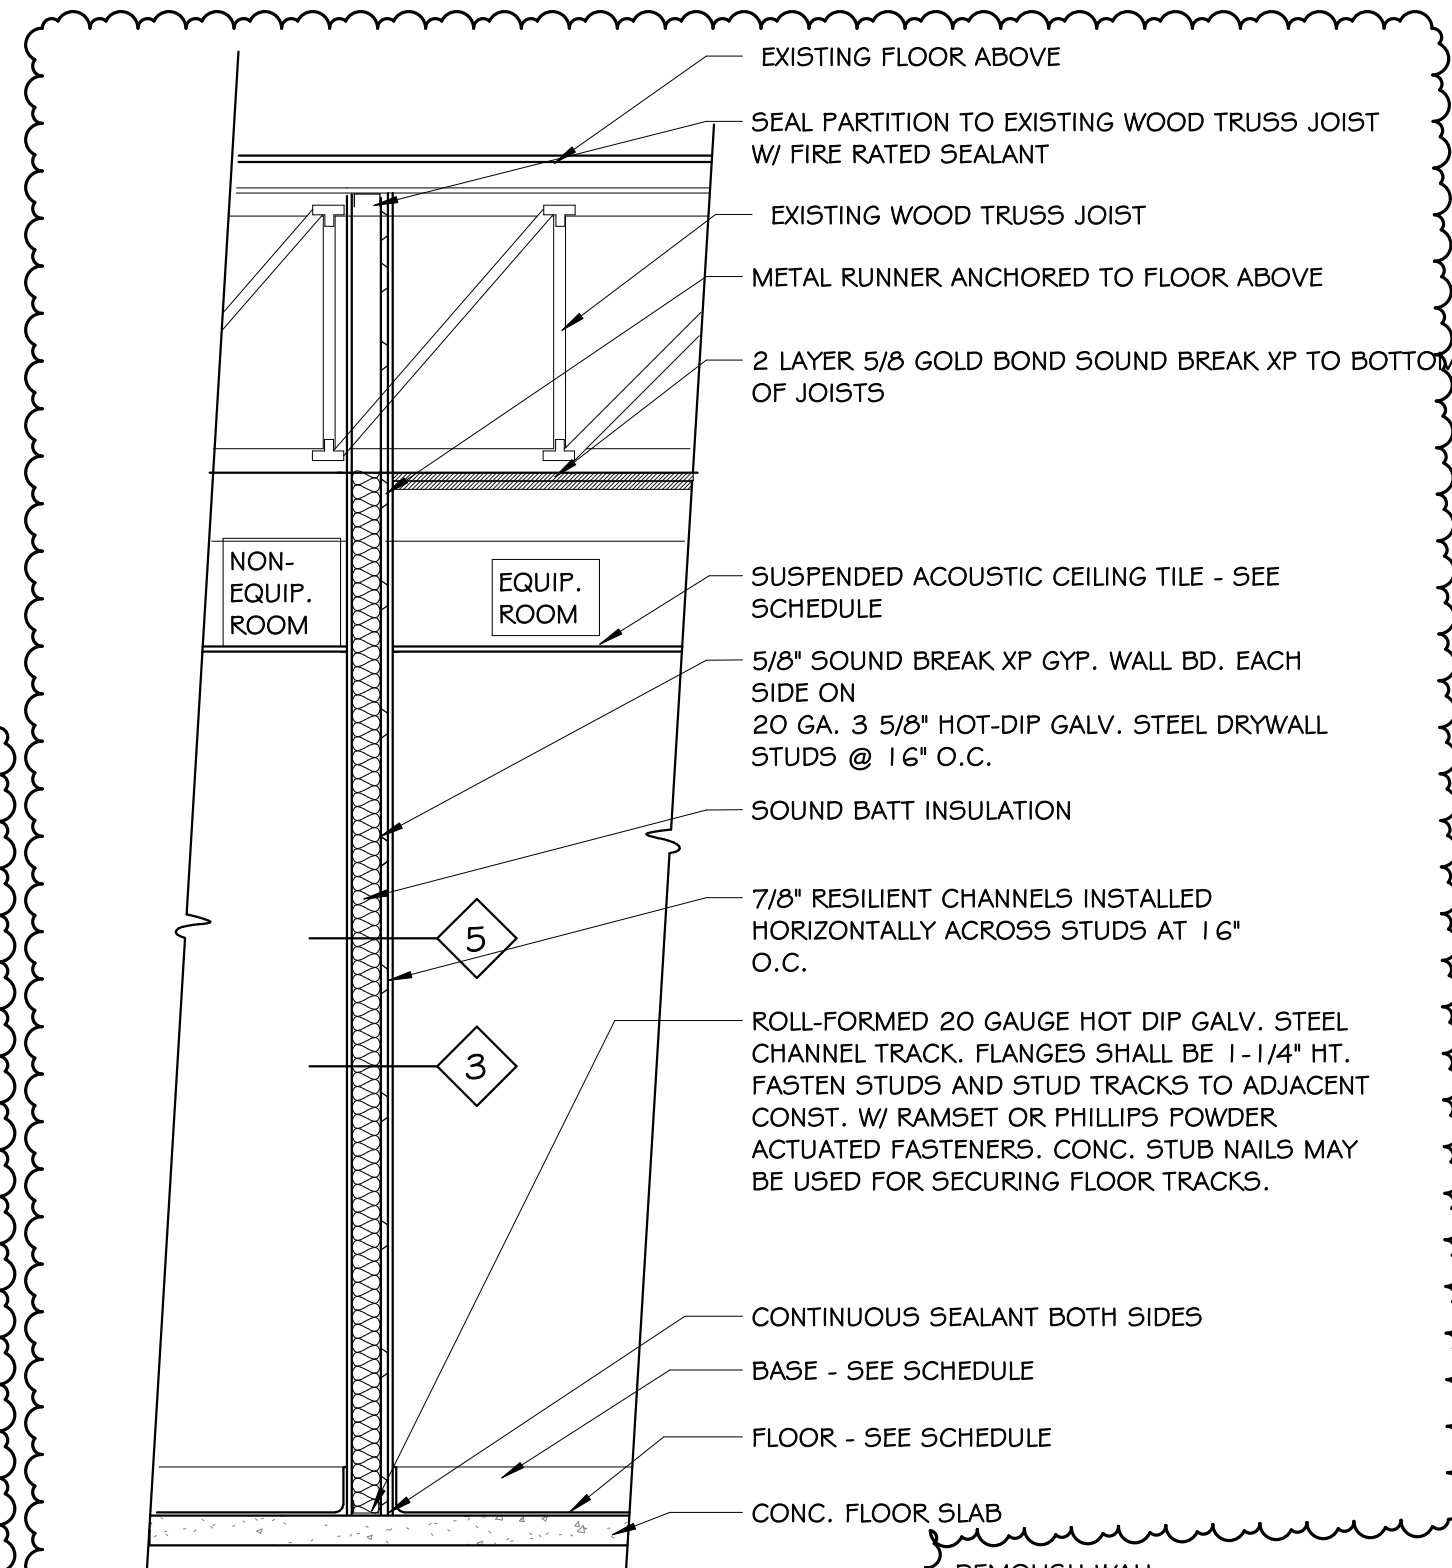 EXISTING FLOOR ABOVE
SEAL PARTITION TO EXISTING WOOD TRUSS JOIST
W/ FIRE RATED SEALANT
EXISTING WOOD TRUSS JOIST
METAL RUNNER ANCHORED TO FLOOR ABOVE
2 LAYER 5/8 GOLD BOND SOUND BREAK XP TO BOTTOM
OF JOISTS
NON-
EQUIP.
ROOM
EQUIP.
ROOM
SUSPENDED ACOUSTIC CEILING TILE - SEE
SCHEDULE
5/8" SOUND BREAK XP GYP. WALL BD. EACH
SIDE ON
20 GA. 3 5/8" HOT-DIP GALV. STEEL DRYWALL
STUDS @ 16" O.C.
SOUND BATT INSULATION
7/8" RESILIENT CHANNELS INSTALLED
HORIZONTALLY ACROSS STUDS AT 16"
O.C.
5
3
ROLL-FORMED 20 GAUGE HOT DIP GALV. STEEL
CHANNEL TRACK. FLANGES SHALL BE 1-1/4" HT.
FASTEN STUDS AND STUD TRACKS TO ADJACENT
CONST. W/ RAMSET OR PHILLIPS POWDER
ACTUATED FASTENERS. CONC. STUB NAILS MAY
BE USED FOR SECURING FLOOR TRACKS.
CONTINUOUS SEALANT BOTH SIDES
BASE - SEE SCHEDULE
FLOOR - SEE SCHEDULE
CONC. FLOOR SLAB